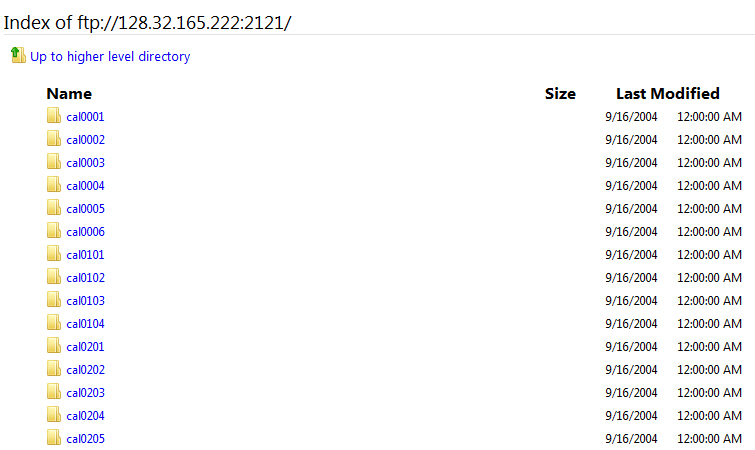 Index of ftp://128.32.165.222:2121/
Up to higher level directory
Name Size Last Modified
cal0001 9/16/2004 12:00:00 AM
cal0002 9/16/2004 12:00:00 AM
cal0003 9/16/2004 12:00:00 AM
cal0004 9/16/2004 12:00:00 AM
cal0005 9/16/2004 12:00:00 AM
cal0006 9/16/2004 12:00:00 AM
cal0101 9/16/2004 12:00:00 AM
cal0102 9/16/2004 12:00:00 AM
cal0103 9/16/2004 12:00:00 AM
cal0104 9/16/2004 12:00:00 AM
cal0201 9/16/2004 12:00:00 AM
cal0202 9/16/2004 12:00:00 AM
cal0203 9/16/2004 12:00:00 AM
cal0204 9/16/2004 12:00:00 AM
cal0205 9/16/2004 12:00:00 AM